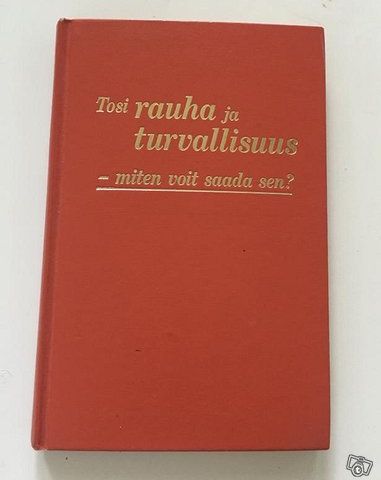 Tosi rauha ja
turvallisuus
– miten voit saada sen?